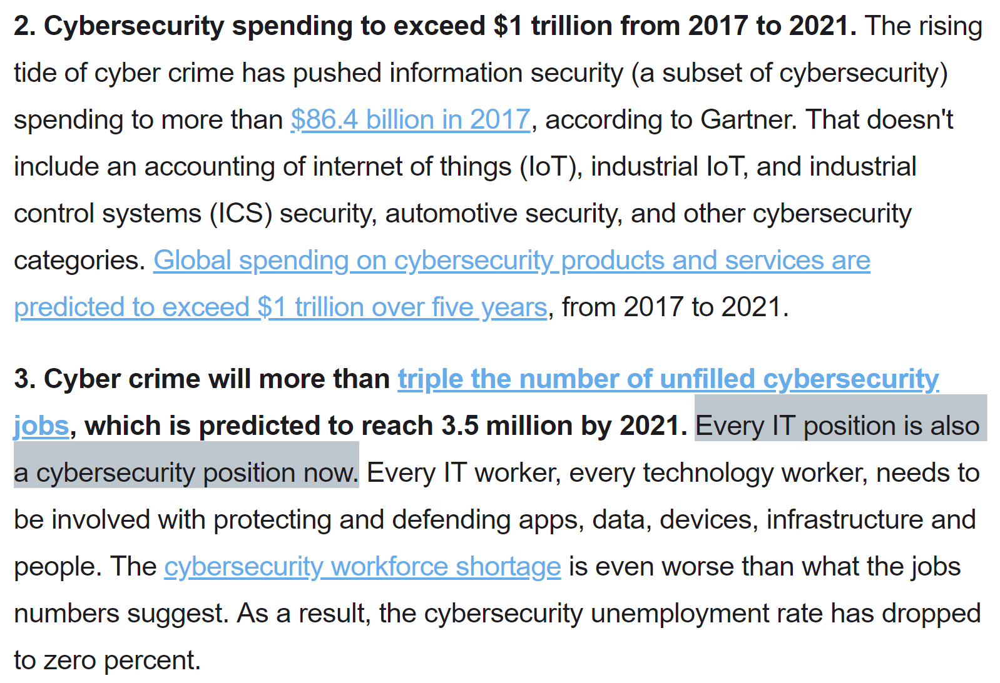 2. Cybersecurity spending to exceed $1 trillion from 2017 to 2021. The rising
tide of cyber crime has pushed information security (a subset of cybersecurity)
spending to more than $86.4 billion in 2017, according to Gartner. That doesn't
include an accounting of internet of things (IoT), industrial IoT, and industrial
control systems (ICS) security, automotive security, and other cybersecurity
categories. Global spending on cybersecurity products and services are
predicted to exceed $1 trillion over five years, from 2017 to 2021.
3. Cyber crime will more than triple the number of unfilled cybersecurity
jobs, which is predicted to reach 3.5 million by 2021. Every IT position is also
a cybersecurity position now. Every IT worker, every technology worker, needs to
be involved with protecting and defending apps, data, devices, infrastructure and
people. The cybersecurity workforce shortage is even worse than what the jobs
numbers suggest. As a result, the cybersecurity unemployment rate has dropped
to zero percent.